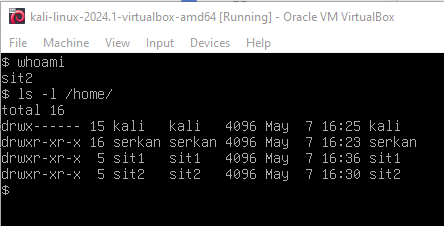 kali-linux-2024.1-virtualbox-amd64 [Running] - Oracle VM VirtualBox
File Machine View Input Devices Help
$ whoami
sit2
$ ls -l /home/
total 16
drwx------ 15 kali   kali   4096 May  7 16:25 kali
drwxr-xr-x 16 serkan serkan 4096 May  7 16:23 serkan
drwxr-xr-x  5 sit1   sit1   4096 May  7 16:36 sit1
drwxr-xr-x  5 sit2   sit2   4096 May  7 16:30 sit2
$